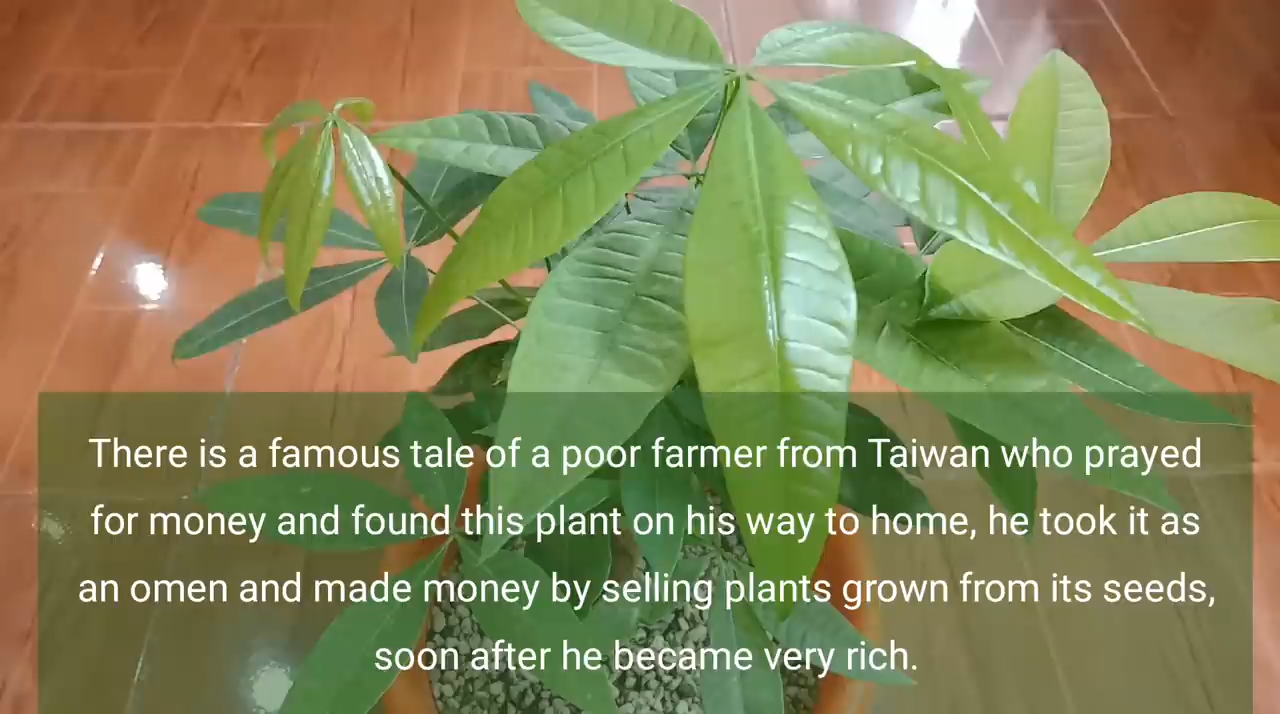 There is a famous tale of a poor farmer from Taiwan who prayed
for money and found this plant on his way to home, he took it as
an omen and made money by selling plants grown from its seeds,
soon after he became very rich.